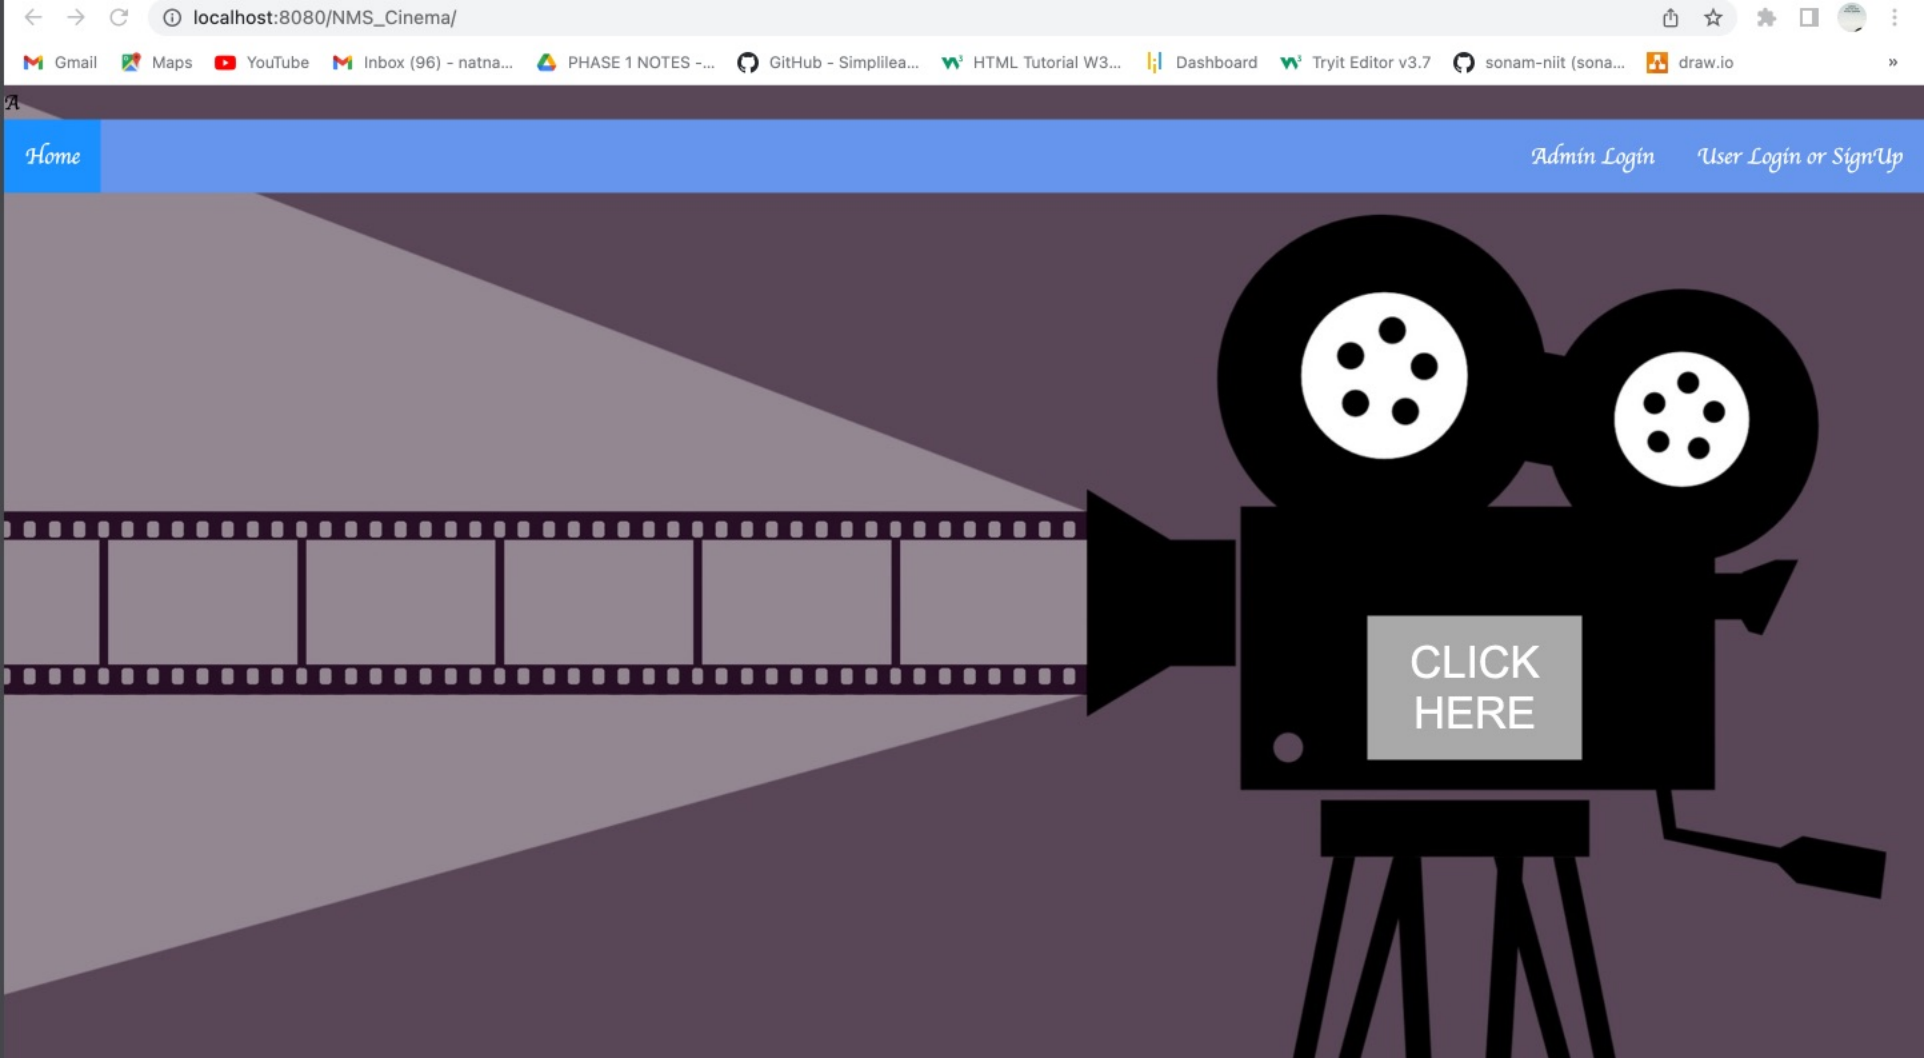 localhost:8080/NMS_Cinema/
Gmail Maps YouTube Inbox (96) - natna... PHASE 1 NOTES -... GitHub - Simplilea... HTML Tutorial W3... Dashboard Tryit Editor v3.7 sonam-niit (sona... draw.io »
A
Home Admin Login User Login or SignUp
CLICK
HERE